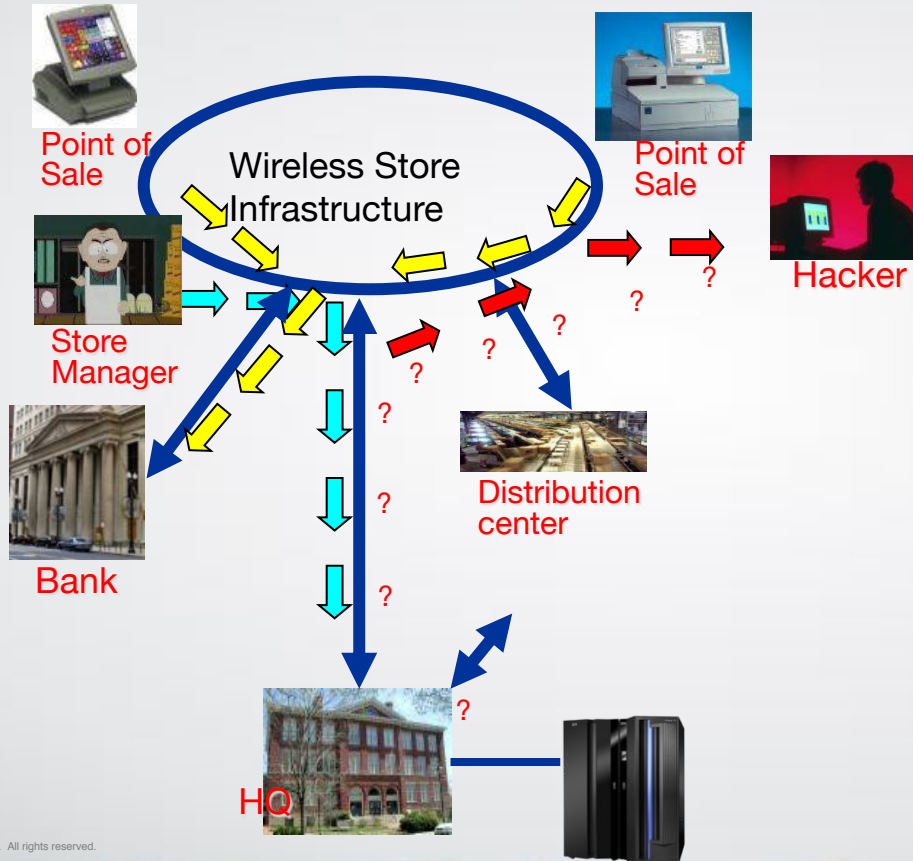 Point of
Sale
Wireless Store
Infrastructure
Point of
Sale
Hacker
?
?
?
?
?
Store
Manager
?
?
?
Distribution
center
Bank
?
HQ
. All rights reserved.